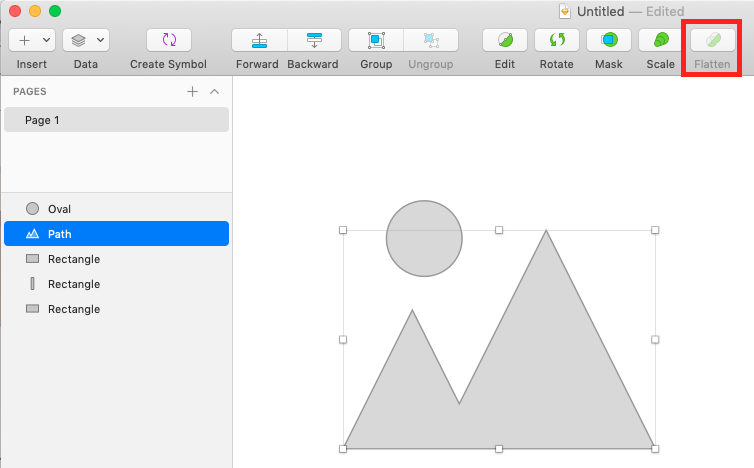 Untitled — Edited
Insert Data Create Symbol Forward Backward Group Ungroup Edit Rotate Mask Scale Flatten
PAGES
Page 1
Oval
Path
Rectangle
Rectangle
Rectangle